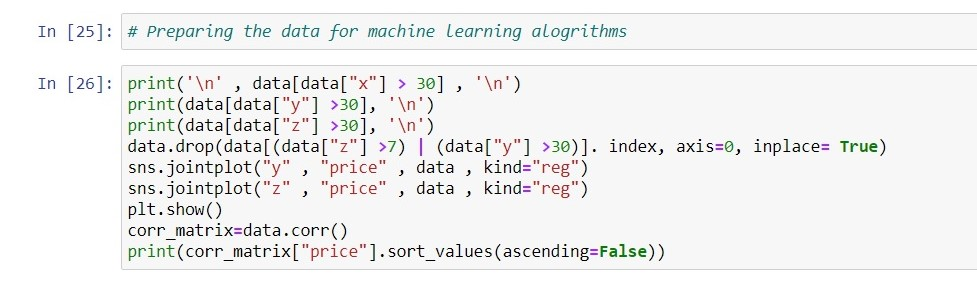 In [25]: # Preparing the data for machine learning alogrithms
In [26]: print('\n' , data[data["x"] > 30] , '\n')
print(data[data["y"] >30], '\n')
print(data[data["z"] >30], '\n')
data.drop(data[(data["z"] >7) | (data["y"] >30)]. index, axis=0, inplace= True)
sns.jointplot("y" , "price" , data , kind="reg")
sns.jointplot("z" , "price" , data , kind="reg")
plt.show()
corr_matrix=data.corr()
print(corr_matrix["price"].sort_values(ascending=False))